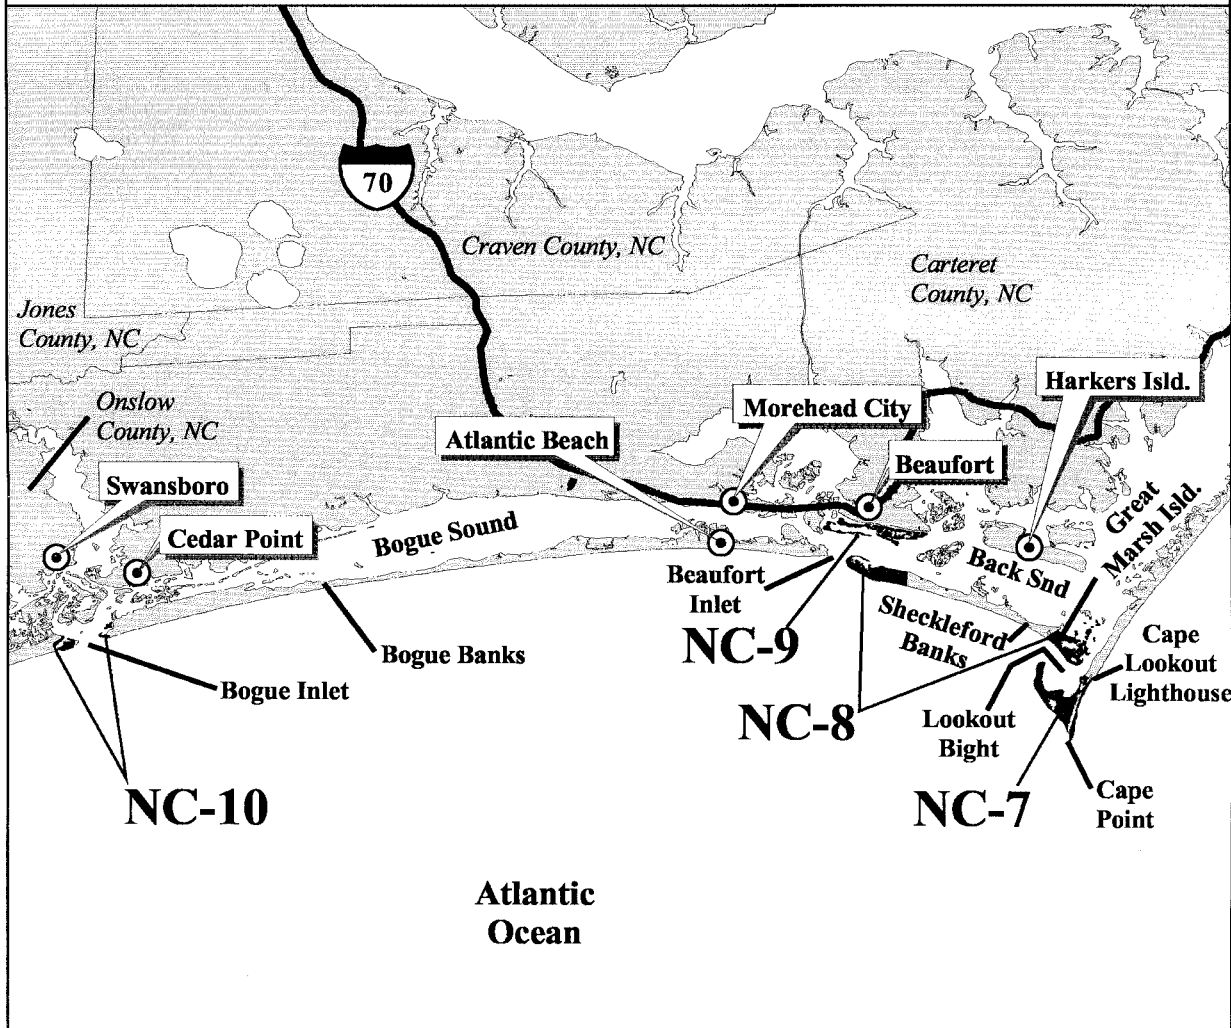 70
Craven County, NC
Carteret
County, NC
Jones
County, NC
Onslow
County, NC
Harkers Isld.
Morehead City
Atlantic Beach
Beaufort
Swansboro
Cedar Point
Bogue Sound
Great
Marsh Isld.
Back Snd
Beaufort
Inlet
NC-9
Sheckleford
Banks
Cape
Lookout
Lighthouse
Bogue Banks
Bogue Inlet
NC-8
Lookout
Bight
NC-10
NC-7
Cape
Point
Atlantic
Ocean